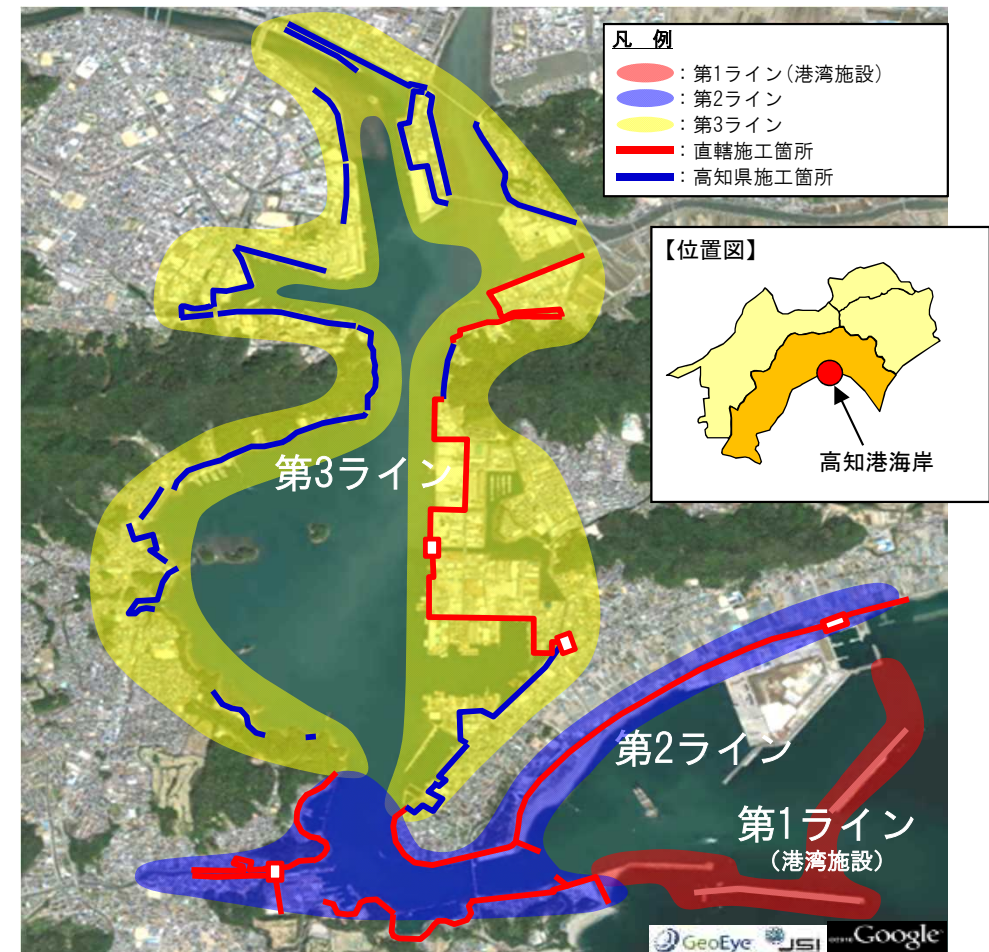 凡 例
：第1ライン(港湾施設)
：第2ライン
：第3ライン
：直轄施工箇所
：高知県施工箇所
【位置図】
高知港海岸
第3ライン
第2ライン
第1ライン
(港湾施設)
GeoEye
JSI
Google